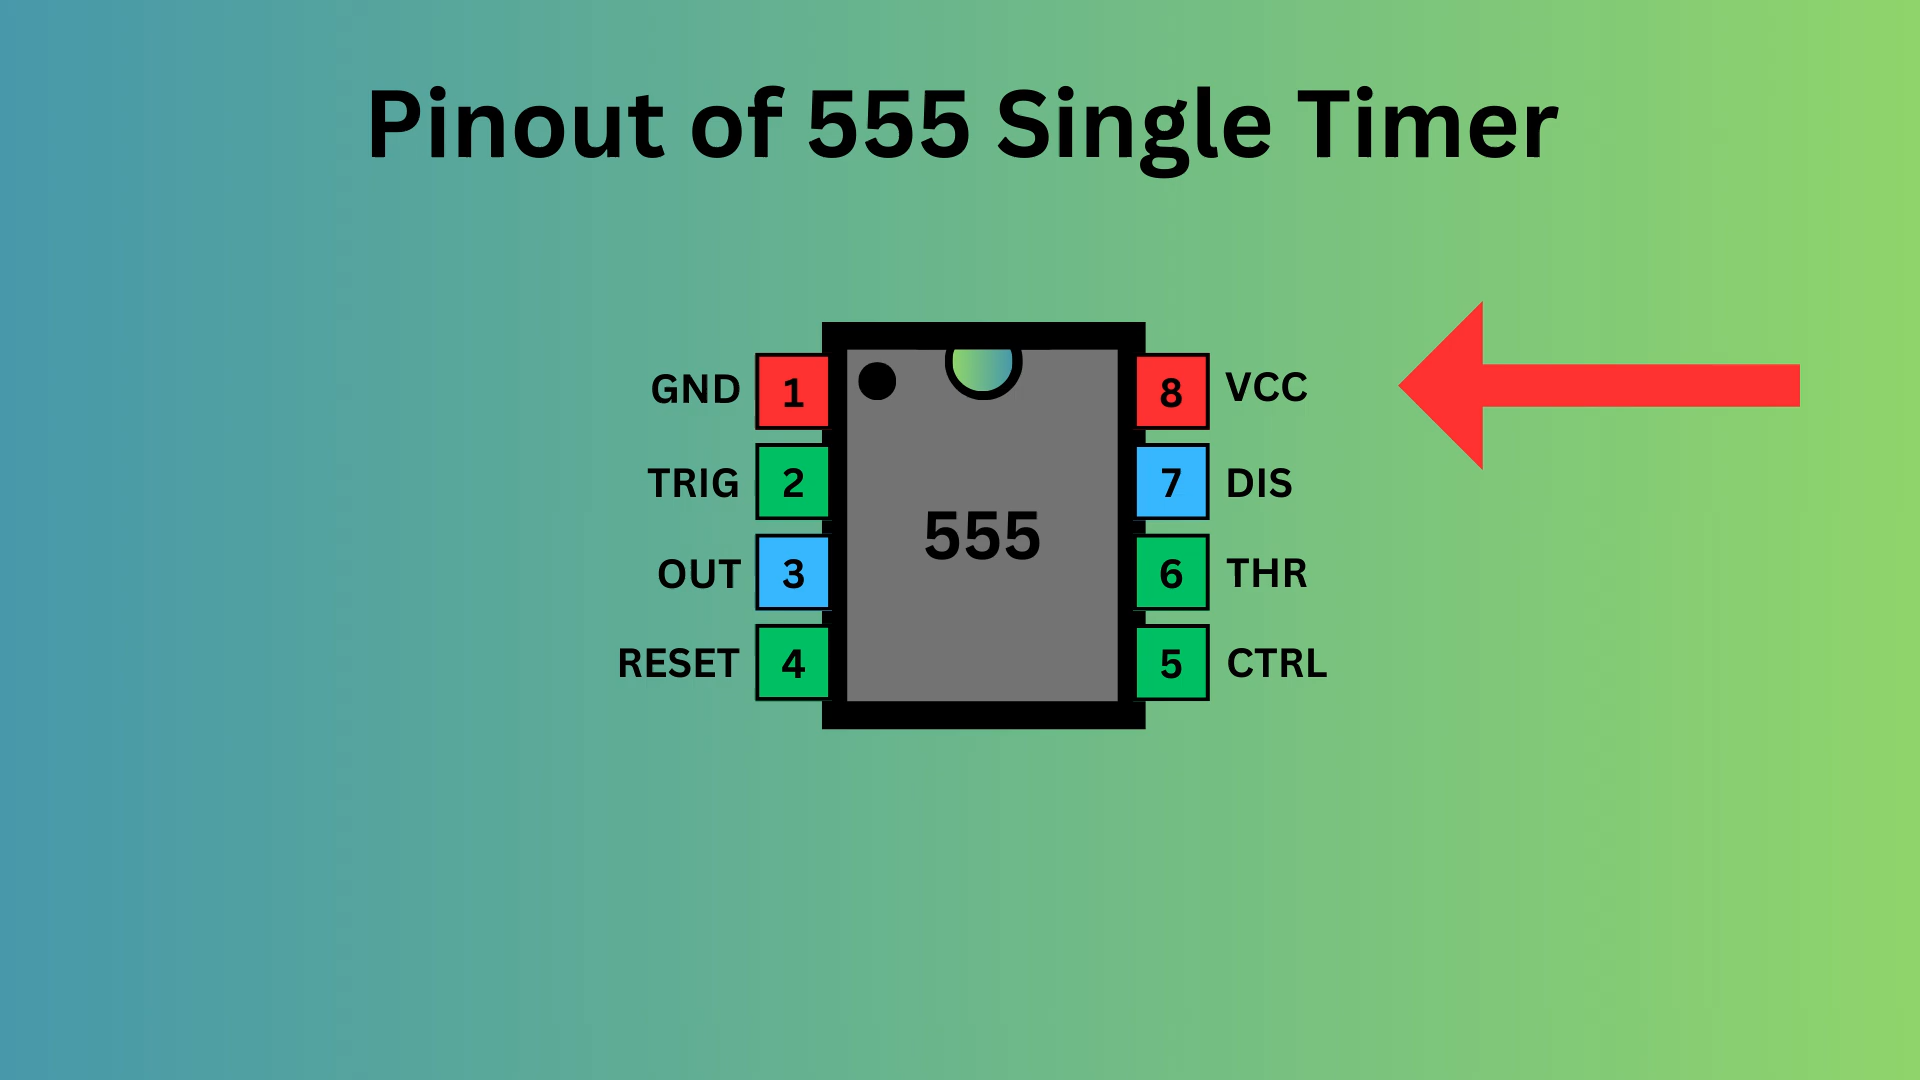 Pinout of 555 Single Timer
GND 1 8 VCC
TRIG 2 7 DIS
555
OUT 3 6 THR
RESET 4 5 CTRL